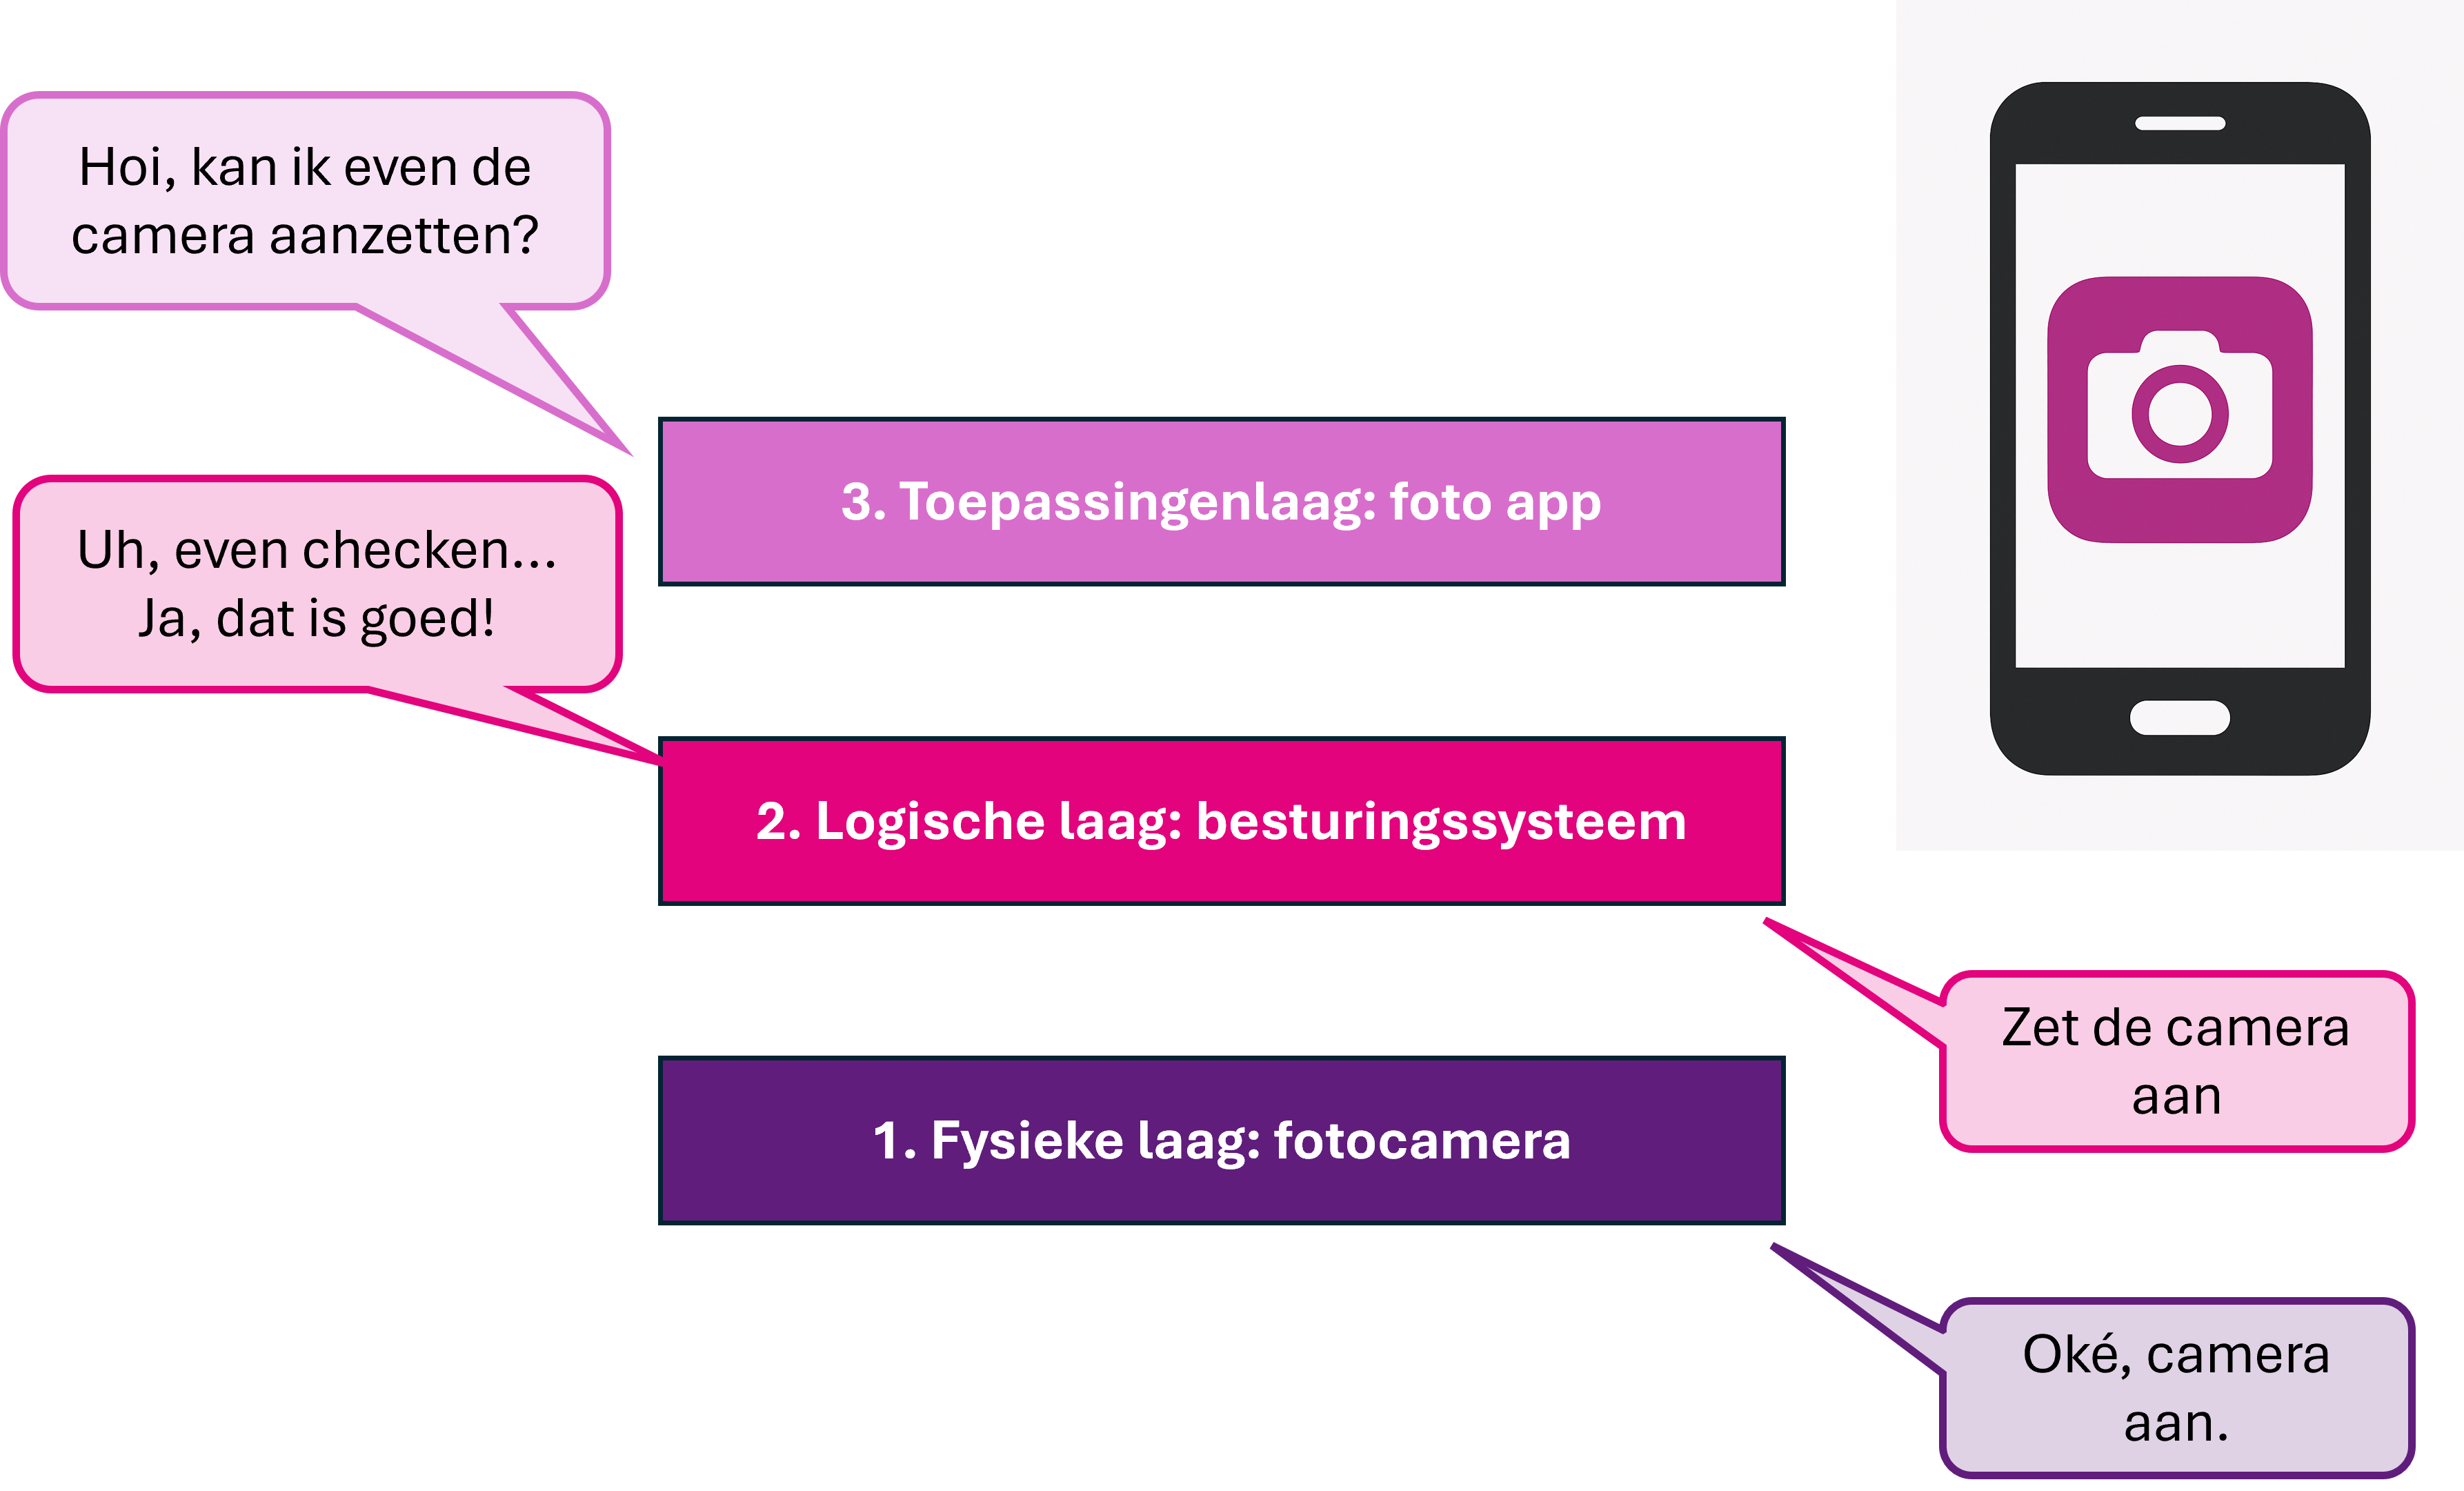 Hoi, kan ik even de
camera aanzetten?
3. Toepassingenlaag: foto app
Uh, even checken...
Ja, dat is goed!
2. Logische laag: besturingssysteem
Zet de camera
aan
1. Fysieke laag: fotocamera
Oké, camera
aan.